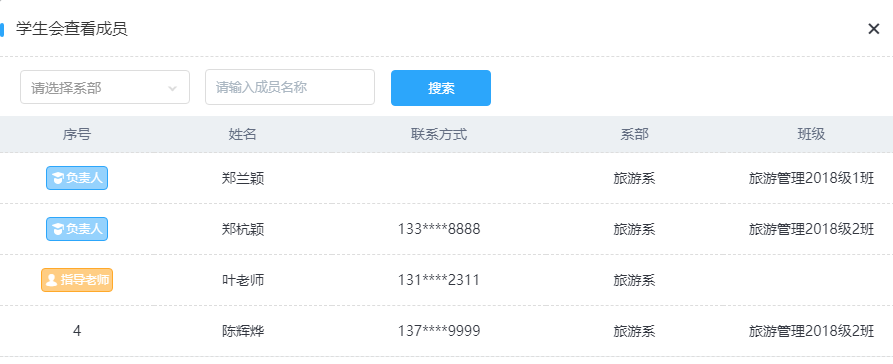 学生会查看成员
请选择系部 请输入成员名称 搜索
序号 姓名 联系方式 系部 班级
负责人 郑兰颖 旅游系 旅游管理2018级1班
负责人 郑杭颖 133****8888 旅游系 旅游管理2018级2班
指导老师 叶老师 131****2311 旅游系
4 陈辉烨 137****9999 旅游系 旅游管理2018级2班